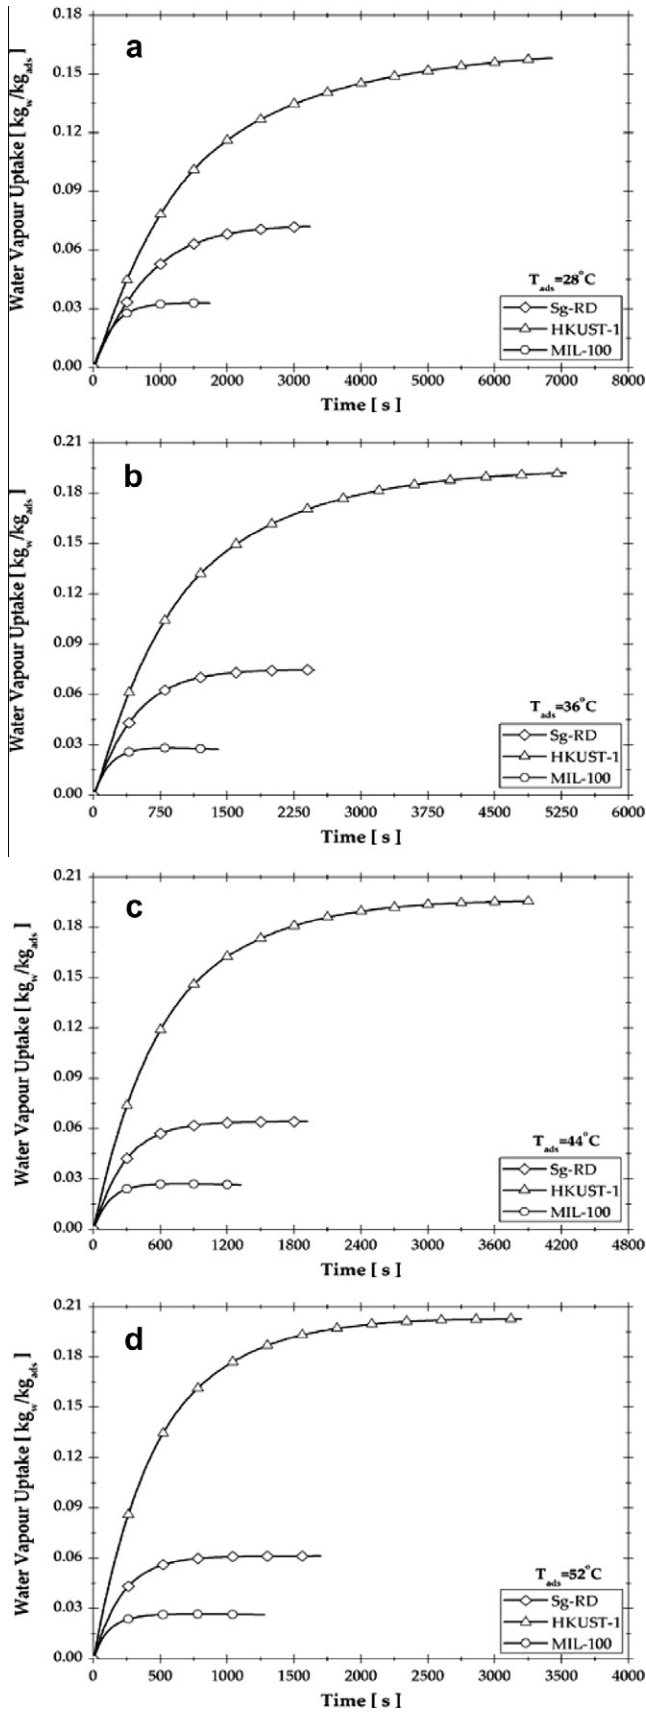 a
0.18
0.15
0.12
0.09
0.06
0.03
0.00
Water Vapour Uptake [ kgw/kgads]
Tads=28°C
Sg-RD
HKUST-1
MIL-100
0 1000 2000 3000 4000 5000 6000 7000 8000
Time [ s ]
b
0.21
0.18
0.15
0.12
0.09
0.06
0.03
0.00
Water Vapour Uptake [ kgw/kgads]
Tads=36°C
Sg-RD
HKUST-1
MIL-100
0 750 1500 2250 3000 3750 4500 5250 6000
Time [ s ]
c
0.21
0.18
0.15
0.12
0.09
0.06
0.03
0.00
Water Vapour Uptake [ kgw/kgads]
Tads=44°C
Sg-RD
HKUST-1
MIL-100
0 600 1200 1800 2400 3000 3600 4200 4800
Time [ s ]
d
0.21
0.18
0.15
0.12
0.09
0.06
0.03
0.00
Water Vapour Uptake [ kgw/kgads]
Tads=52°C
Sg-RD
HKUST-1
MIL-100
0 500 1000 1500 2000 2500 3000 3500 4000
Time [ s ]